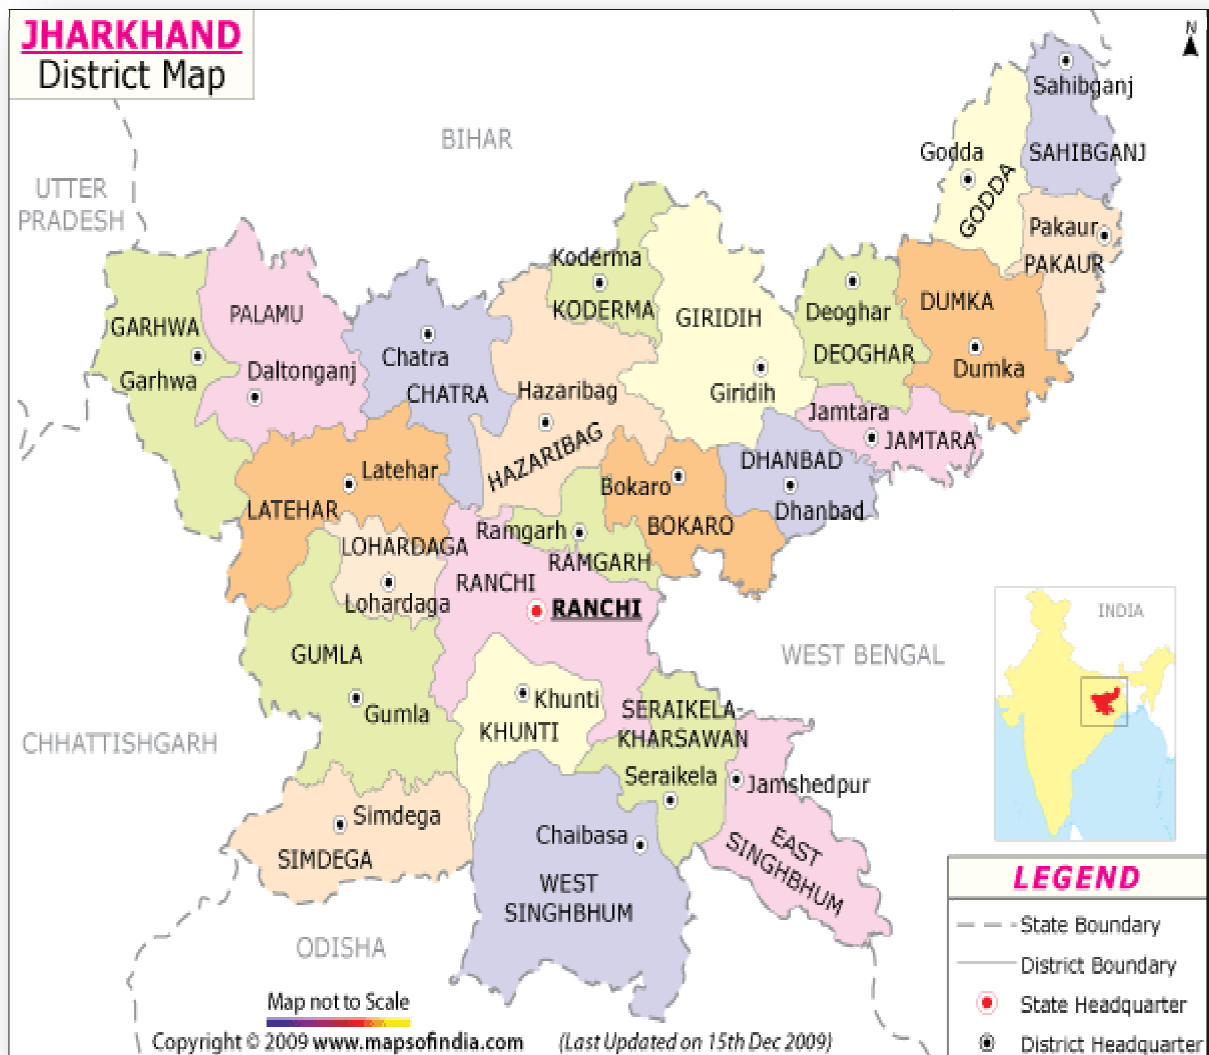 JHARKHAND
District Map
N
BIHAR
UTTER
PRADESH
Sahibganj
SAHIBGANJ
Godda
GODDA
Pakaur
PAKAUR
Koderma
KODERMA
GIRIDIH
Giridih
Deoghar
DEOGHAR
DUMKA
Dumka
GARHWA
Garhwa
PALAMU
Daltonganj
Chatra
CHATRA
Hazaribag
HAZARIBAG
Jamtara
JAMTARA
Latehar
LATEHAR
Bokaro
BOKARO
DHANBAD
Dhanbad
LOHARDAGA
Lohardaga
Ramgarh
RAMGARH
RANCHI
RANCHI
GUMLA
Gumla
Khunti
KHUNTI
WEST BENGAL
INDIA
CHHATTISHGARH
SERAIKELA
KHARSAWAN
Seraikela
Jamshedpur
EAST
SINGHBHUM
Simdega
SIMDEGA
Chaibasa
WEST
SINGHBHUM
ODISHA
LEGEND
State Boundary
District Boundary
State Headquarter
District Headquarter
Map not to Scale
Copyright © 2009 www.mapsofindia.com (Last Updated on 15th Dec 2009)